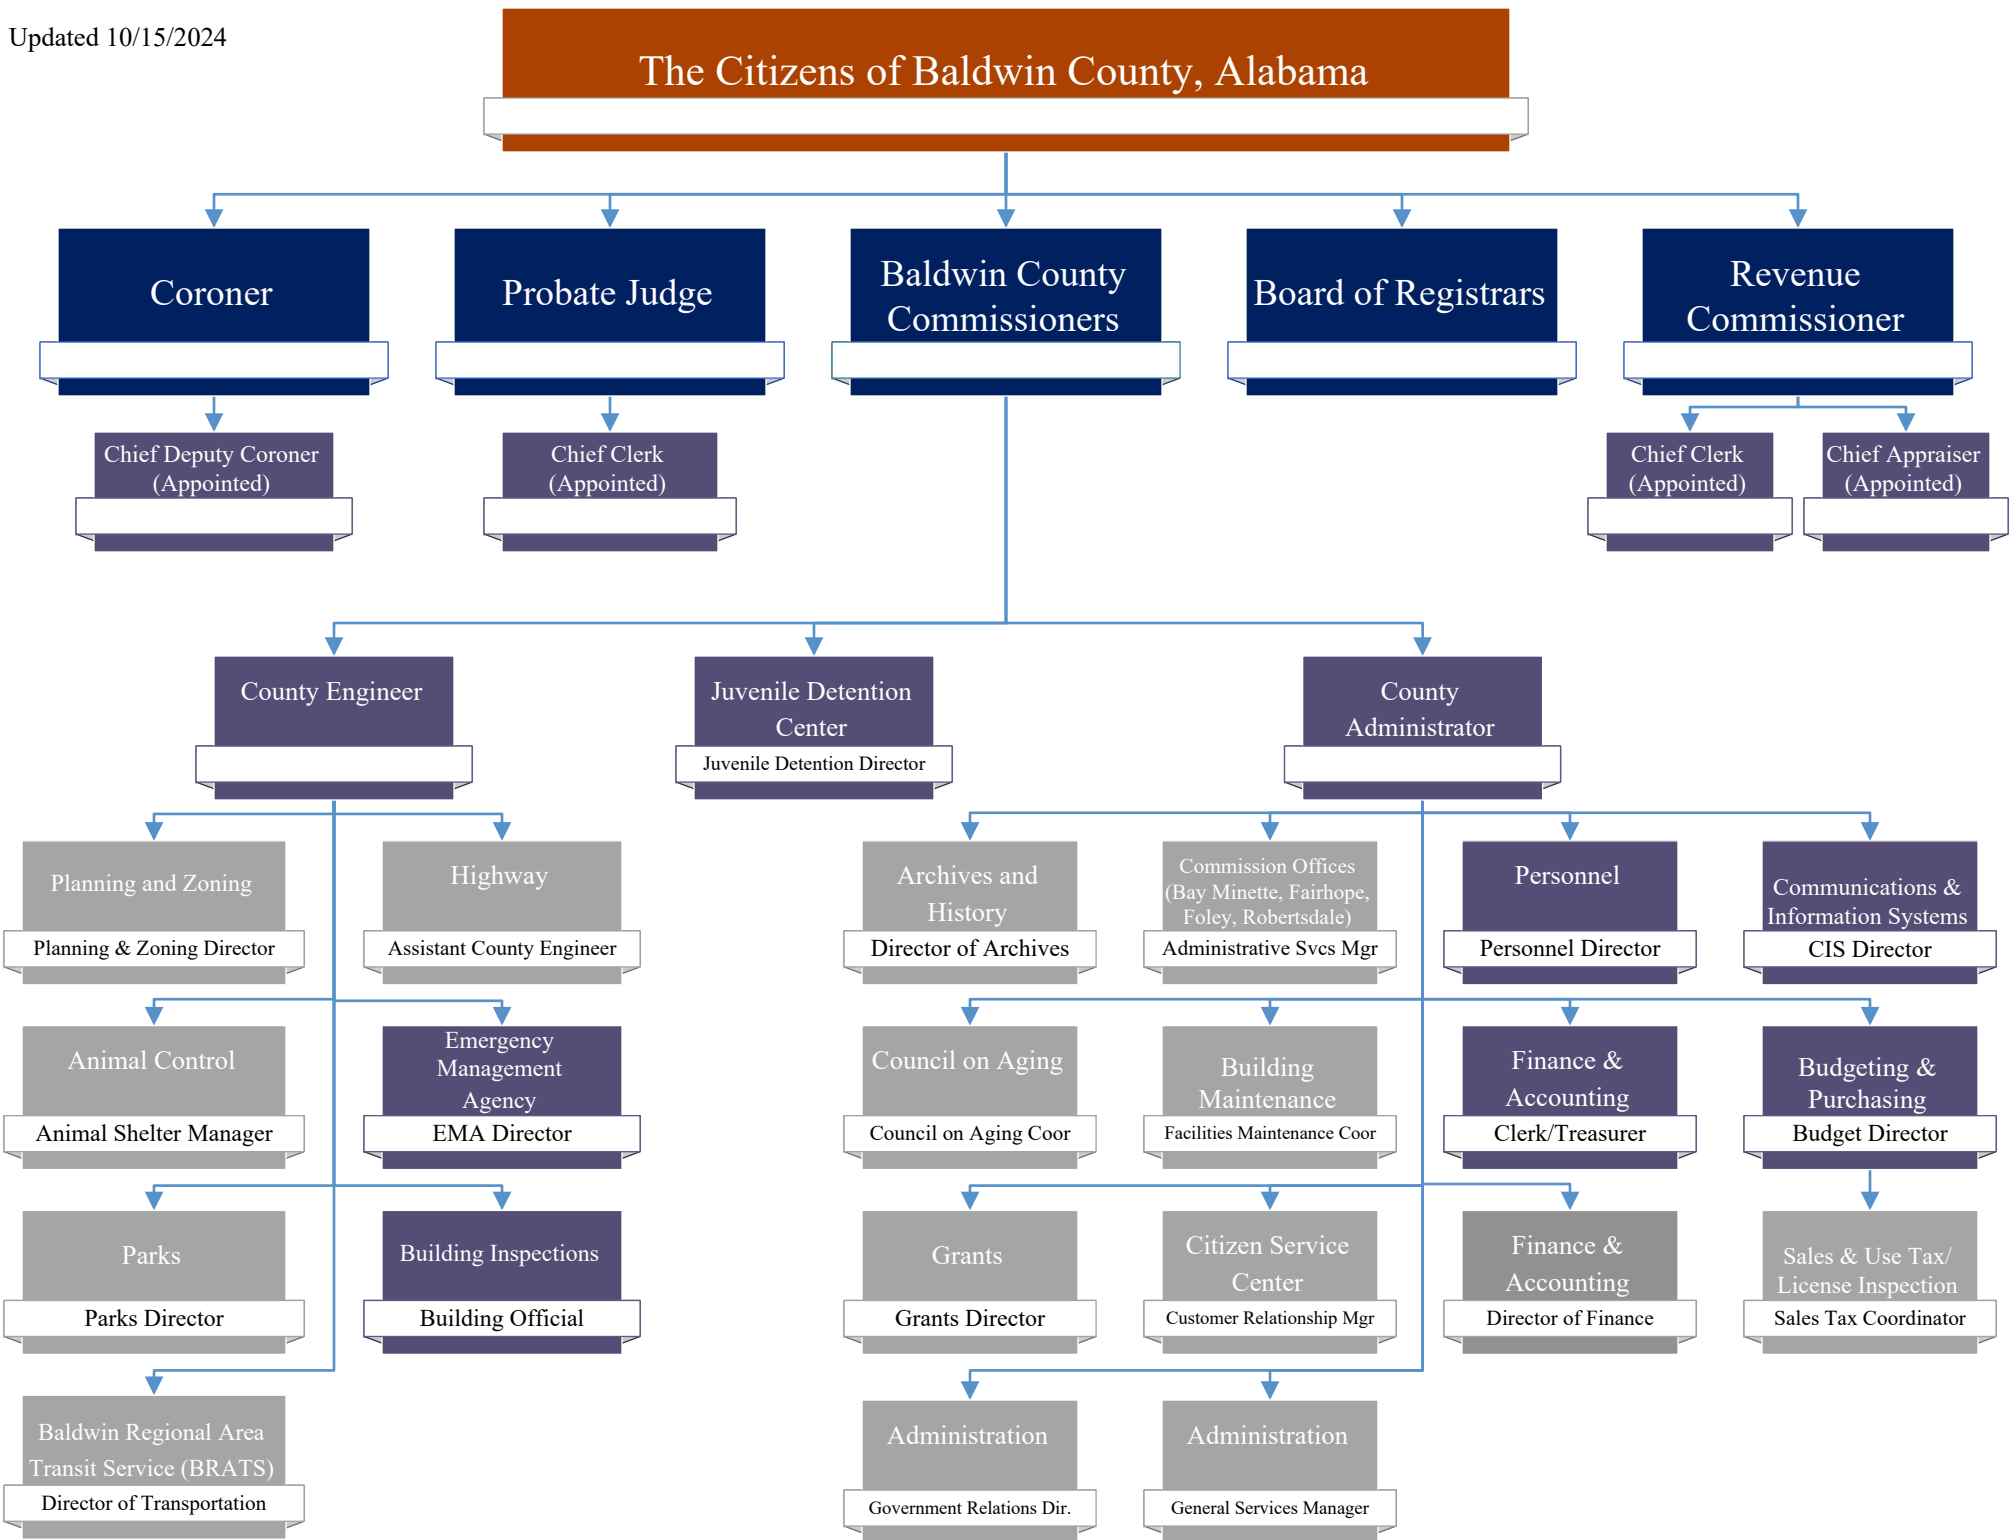 Updated 10/15/2024
The Citizens of Baldwin County, Alabama
Coroner
Probate Judge
Baldwin County
Commissioners
Board of Registrars
Revenue
Commissioner
Chief Deputy Coroner
(Appointed)
Chief Clerk
(Appointed)
Chief Clerk
(Appointed)
Chief Appraiser
(Appointed)
County Engineer
Juvenile Detention
Center
Juvenile Detention Director
County
Administrator
Planning and Zoning
Planning & Zoning Director
Highway
Assistant County Engineer
Archives and
History
Director of Archives
Commission Offices
(Bay Minette, Fairhope,
Foley, Robertsdale)
Administrative Svcs Mgr
Personnel
Personnel Director
Communications &
Information Systems
CIS Director
Animal Control
Animal Shelter Manager
Emergency
Management
Agency
EMA Director
Council on Aging
Council on Aging Coor
Building
Maintenance
Facilities Maintenance Coor
Finance &
Accounting
Clerk/Treasurer
Budgeting &
Purchasing
Budget Director
Parks
Parks Director
Building Inspections
Building Official
Grants
Grants Director
Citizen Service
Center
Customer Relationship Mgr
Finance &
Accounting
Director of Finance
Sales & Use Tax/
License Inspection
Sales Tax Coordinator
Baldwin Regional Area
Transit Service (BRATS)
Director of Transportation
Administration
Government Relations Dir.
Administration
General Services Manager